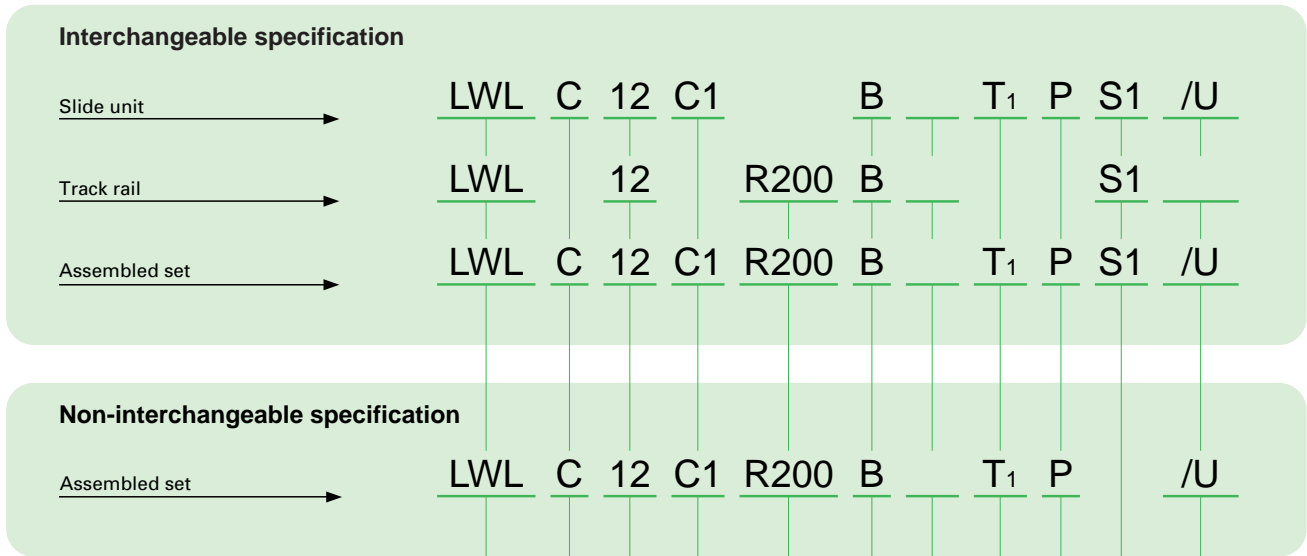 Interchangeable specification
Slide unit LWL C 12 C1 B T1 P S1 /U
Track rail LWL 12 R200 B S1
Assembled set LWL C 12 C1 R200 B T1 P S1 /U
Non-interchangeable specification
Assembled set LWL C 12 C1 R200 B T1 P /U